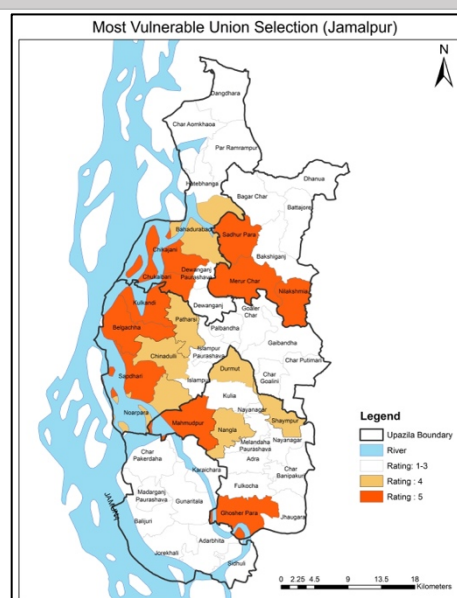 Most Vulnerable Union Selection (Jamalpur)
N
Dangdhara
Char Aomkhaoa
Par Ramrampur
Hatebhanga
Dhanua
Bagar Char
Battajore
Bahadurabad
Sadhur Para
Chikajani
Bakshiganj
Dewanganj
Paurashava
Chukaibari
Merur Char
Nilakshmia
Kulkandi
Dewanganj
Goaler
Char
Belgachha
Patharsi
Palbandha
Gaibandha
Islampur
Paurashava
Chinadulli
Char Putimari
Durmut
Char
Goalini
Sapdhari
Islampur
Kulia
Noarpara
Nayanagar
Shaympur
Mahmudpur
Nangla
Nayanagar
Melandaha
Paurashava
Adra
Char
Pakerdaha
Karaichara
Char
Banipakuri
Fulkocha
Madarganj
Paurashava
Gunaritala
JAMUNA
Balijuri
Ghosher Para
Jhaugara
Adarbhita
Jorekhali
Sidhuli
Legend
Upazila Boundary
River
Rating: 1-3
Rating : 4
Rating : 5
0 2.25 4.5 9 13.5 18
Kilometers